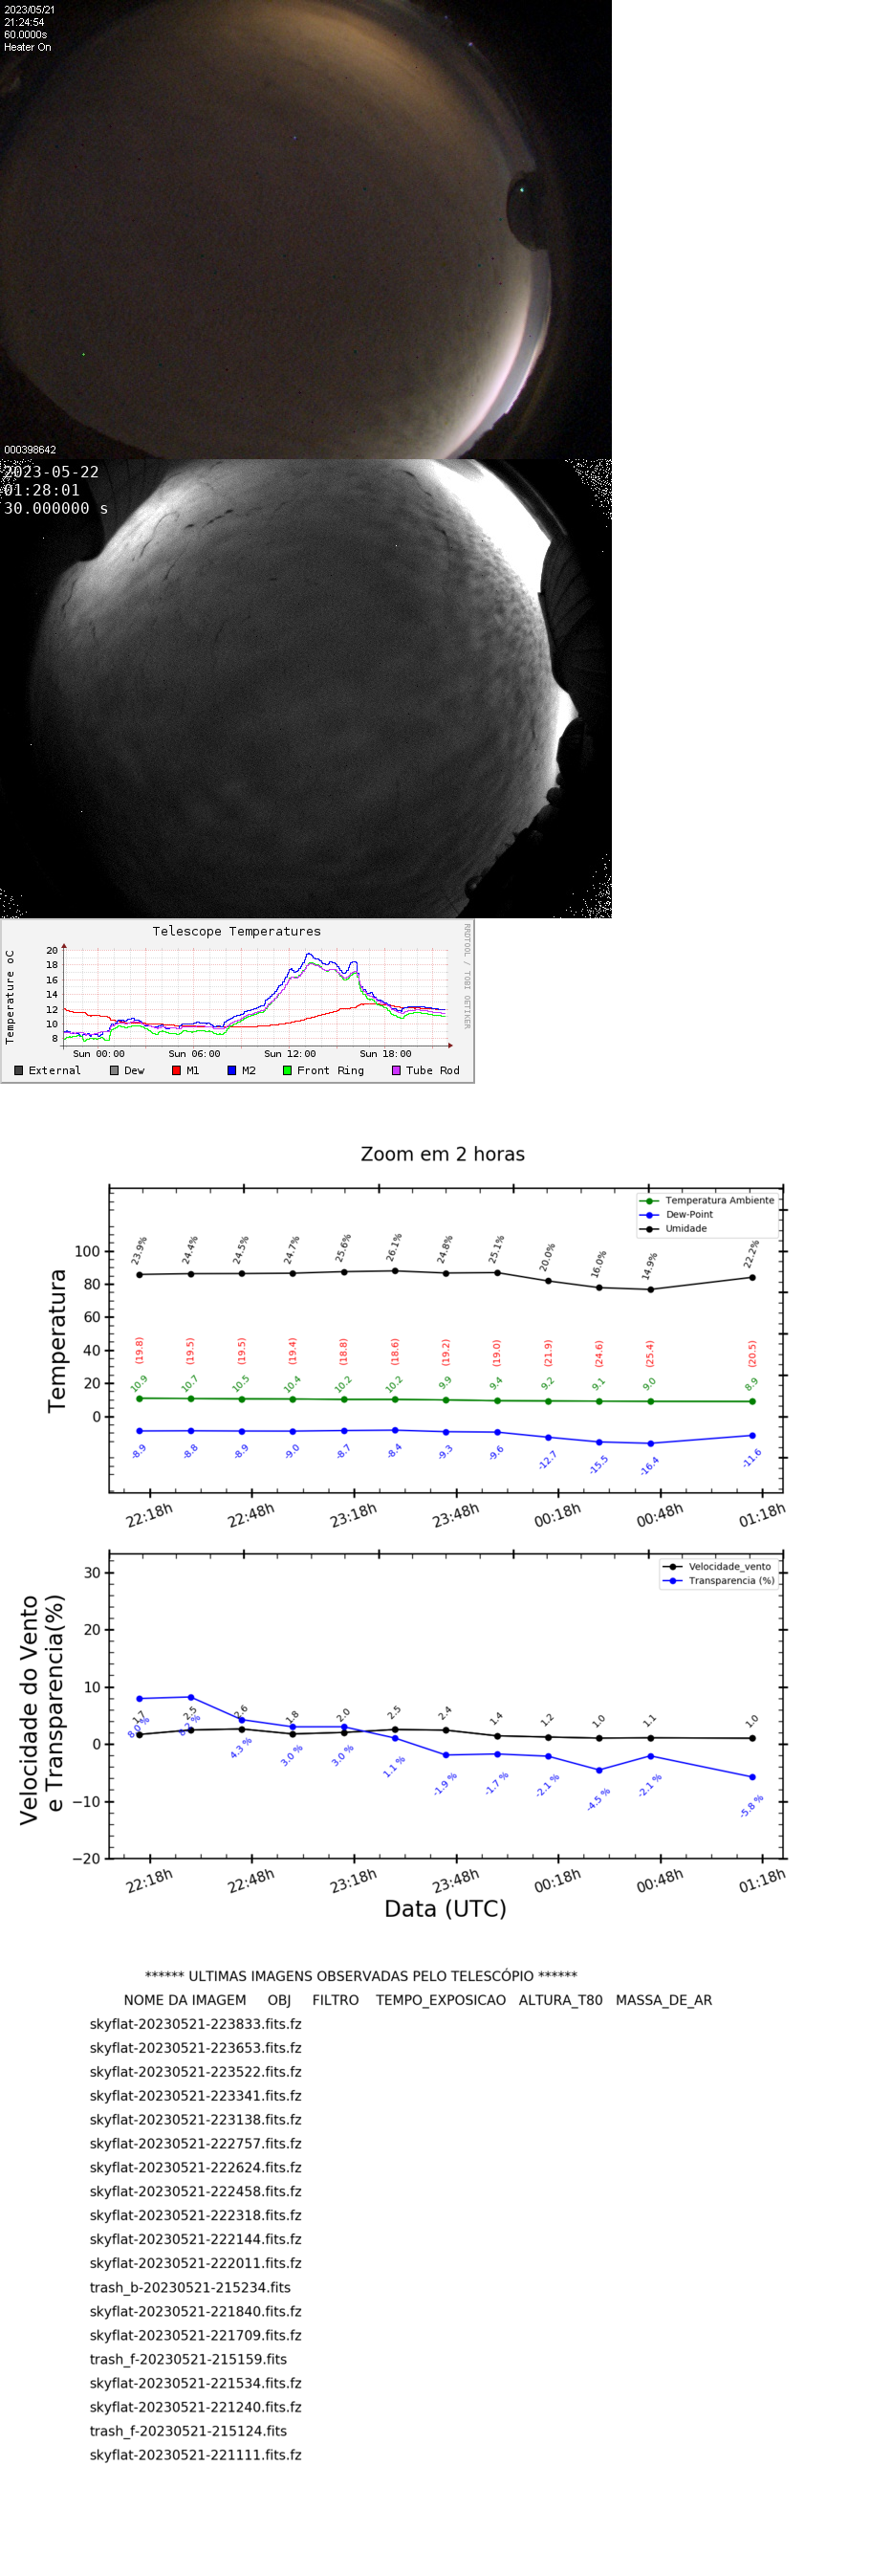 2023/05/21
21:24:54
60.0000s
Heater On
000398642
2023-05-22
01:28:01
30.000000 s
Telescope Temperatures
RRDTOOL / TOBI OETIKER
Temperature oC
20
18
16
14
12
10
8
Sun 00:00 Sun 06:00 Sun 12:00 Sun 18:00
External Dew M1 M2 Front Ring Tube Rod
Zoom em 2 horas
Temperatura Ambiente
Dew-Point
Umidade
Temperatura
100
80
60
40
20
0
23.9% 24.4% 24.5% 24.7% 25.6% 26.1% 24.8% 25.1% 20.0% 16.0% 14.9% 22.2%
(19.8) (19.5) (19.5) (19.4) (18.8) (18.6) (19.2) (19.0) (21.9) (24.6) (25.4) (20.5)
10.9 10.7 10.5 10.4 10.2 10.2 9.9 9.4 9.2 9.1 9.0 8.9
-8.9 -8.8 -8.9 -9.0 -8.7 -8.4 -9.3 -9.6 -12.7 -15.5 -16.4 -11.6
22:18h 22:48h 23:18h 23:48h 00:18h 00:48h 01:18h
Velocidade_vento
Transparencia (%)
Velocidade do Vento
e Transparencia(%)
30
20
10
0
−10
−20
1.7 2.5 2.6 1.8 2.0 2.5 2.4 1.4 1.2 1.0 1.1 1.0
8.0 % 8.2 % 4.3 % 3.0 % 3.0 % 1.1 % -1.9 % -1.7 % -2.1 % -4.5 % -2.1 % -5.8 %
22:18h 22:48h 23:18h 23:48h 00:18h 00:48h 01:18h
Data (UTC)
****** ULTIMAS IMAGENS OBSERVADAS PELO TELESCÓPIO ******
NOME DA IMAGEM OBJ FILTRO TEMPO_EXPOSICAO ALTURA_T80 MASSA_DE_AR
skyflat-20230521-223833.fits.fz
skyflat-20230521-223653.fits.fz
skyflat-20230521-223522.fits.fz
skyflat-20230521-223341.fits.fz
skyflat-20230521-223138.fits.fz
skyflat-20230521-222757.fits.fz
skyflat-20230521-222624.fits.fz
skyflat-20230521-222458.fits.fz
skyflat-20230521-222318.fits.fz
skyflat-20230521-222144.fits.fz
skyflat-20230521-222011.fits.fz
trash_b-20230521-215234.fits
skyflat-20230521-221840.fits.fz
skyflat-20230521-221709.fits.fz
trash_f-20230521-215159.fits
skyflat-20230521-221534.fits.fz
skyflat-20230521-221240.fits.fz
trash_f-20230521-215124.fits
skyflat-20230521-221111.fits.fz